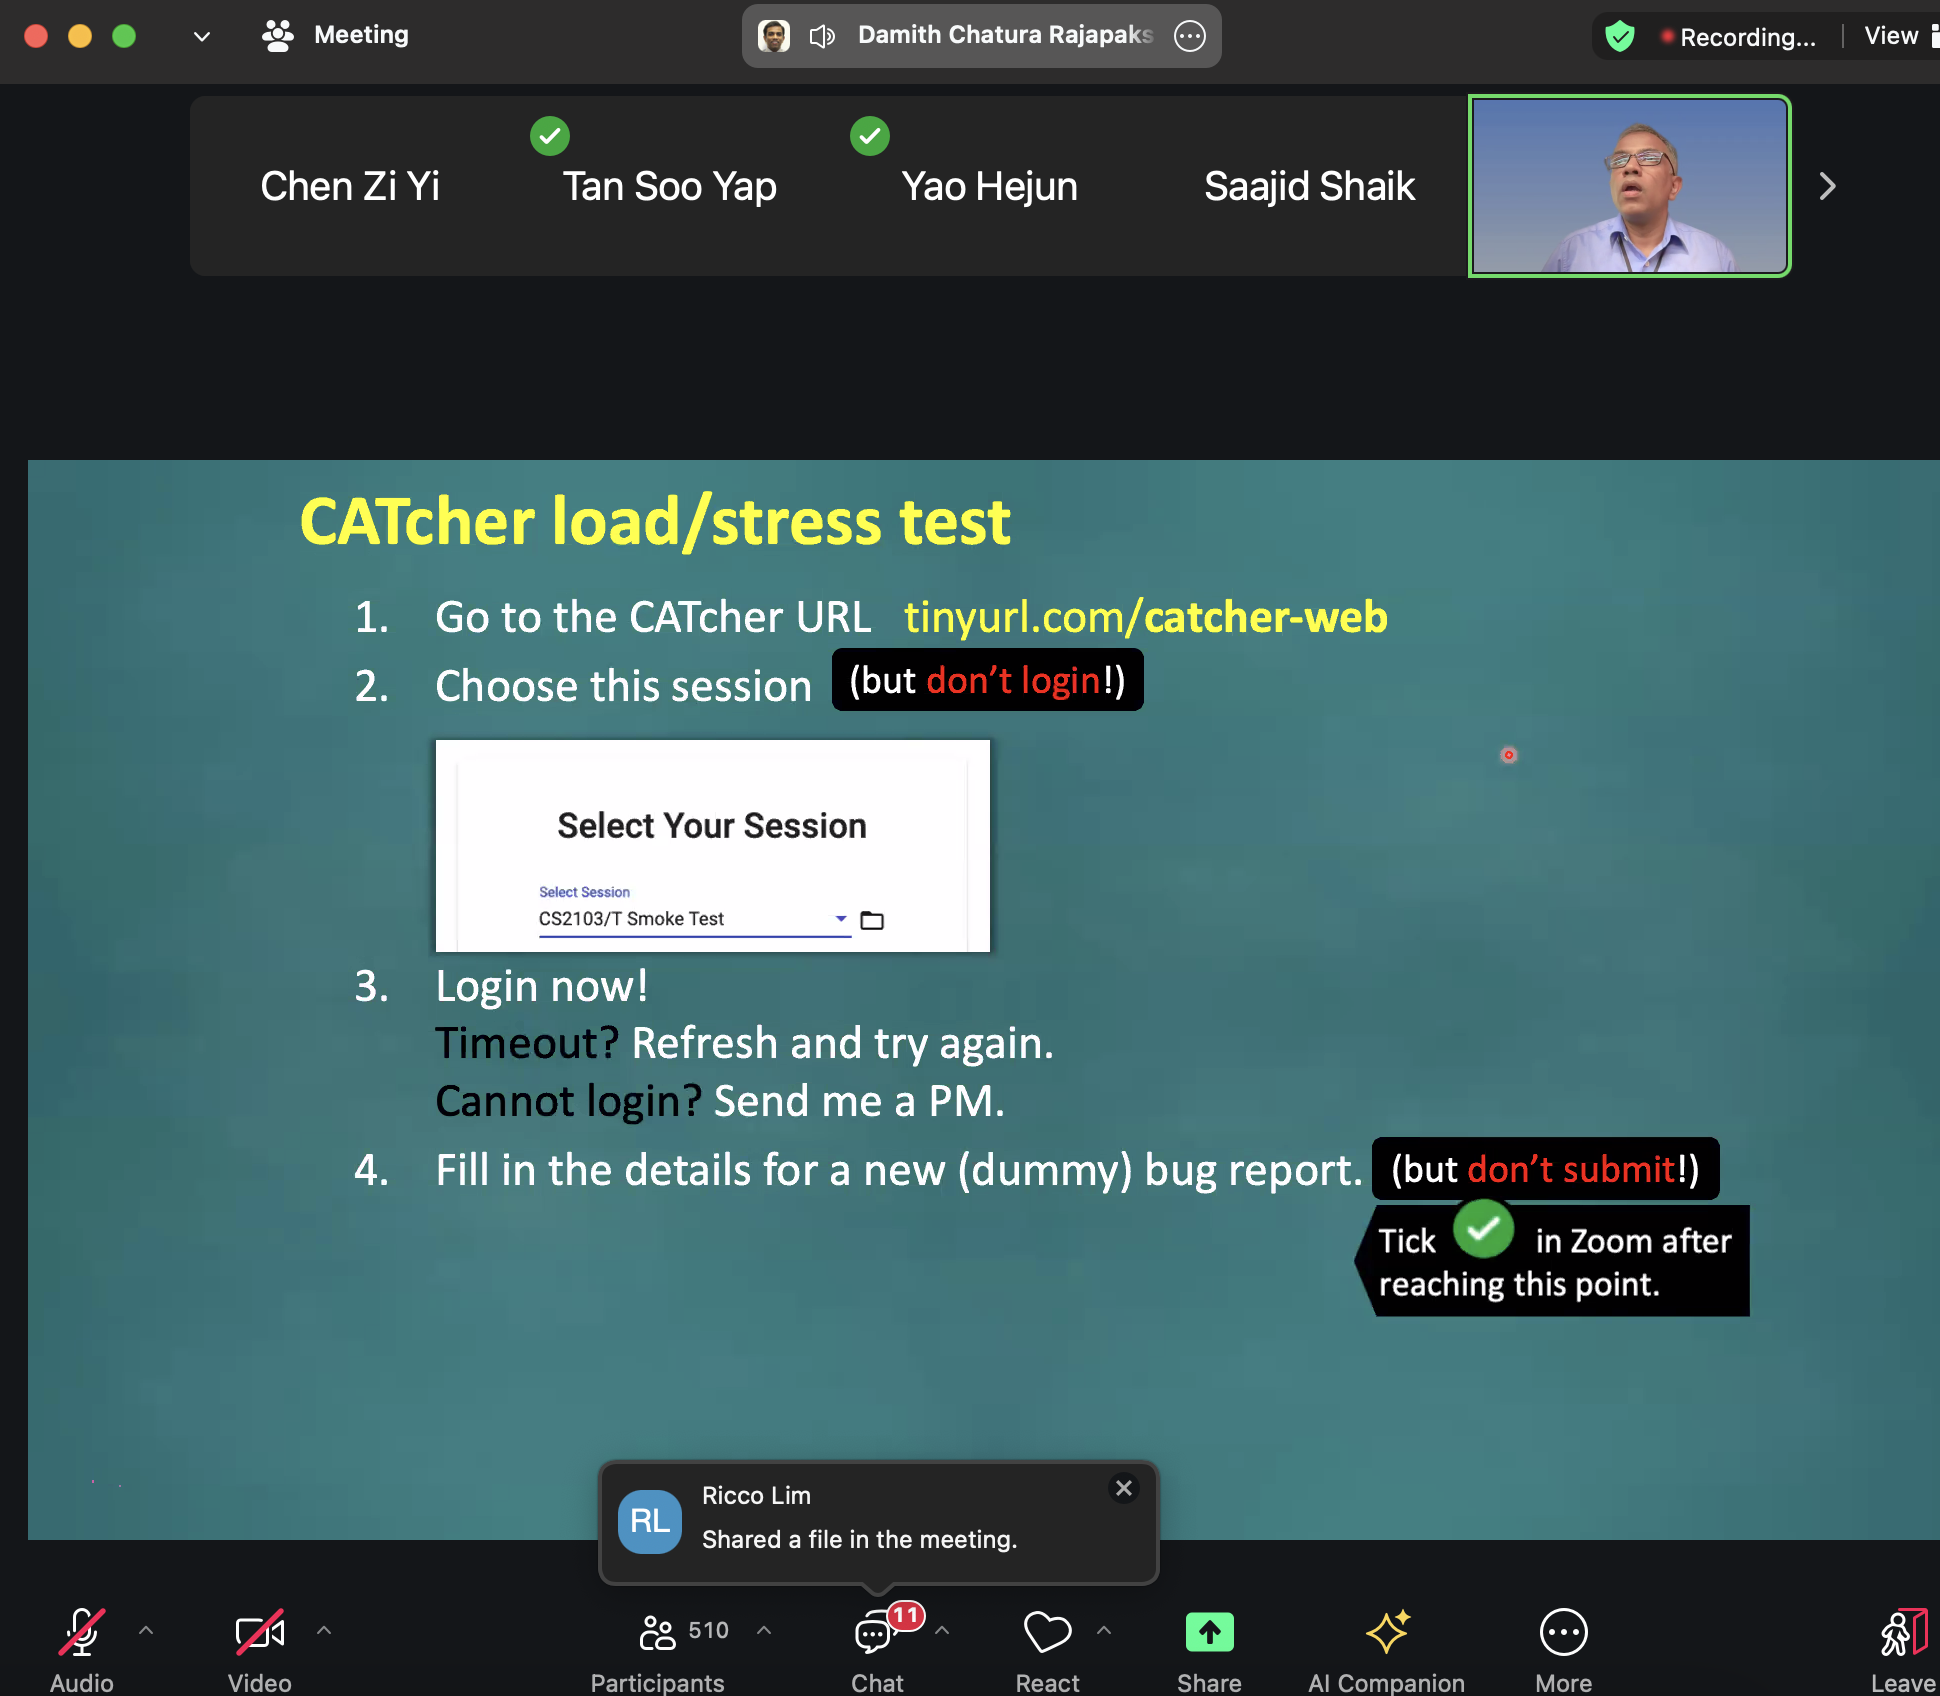 Meeting
Damith Chatura Rajapaks
Recording...
View
Chen Zi Yi
Tan Soo Yap
Yao Hejun
Saajid Shaik
CATcher load/stress test
1. Go to the CATcher URL tinyurl.com/catcher-web
2. Choose this session (but don't login!)
Select Your Session
Select Session
CS2103/T Smoke Test
3. Login now!
Timeout? Refresh and try again.
Cannot login? Send me a PM.
4. Fill in the details for a new (dummy) bug report. (but don't submit!)
Tick in Zoom after
reaching this point.
RL
Ricco Lim
Shared a file in the meeting.
510
11
Audio
Video
Participants
Chat
React
Share
AI Companion
More
Leave